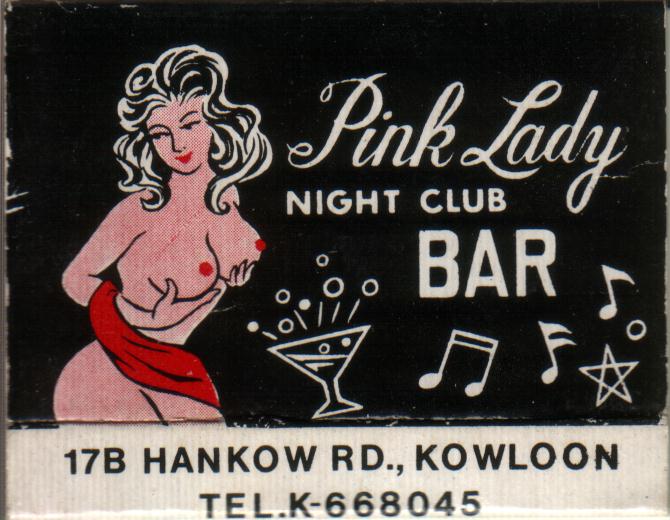 Pink Lady
NIGHT CLUB
BAR
17B HANKOW RD., KOWLOON
TEL.K-668045